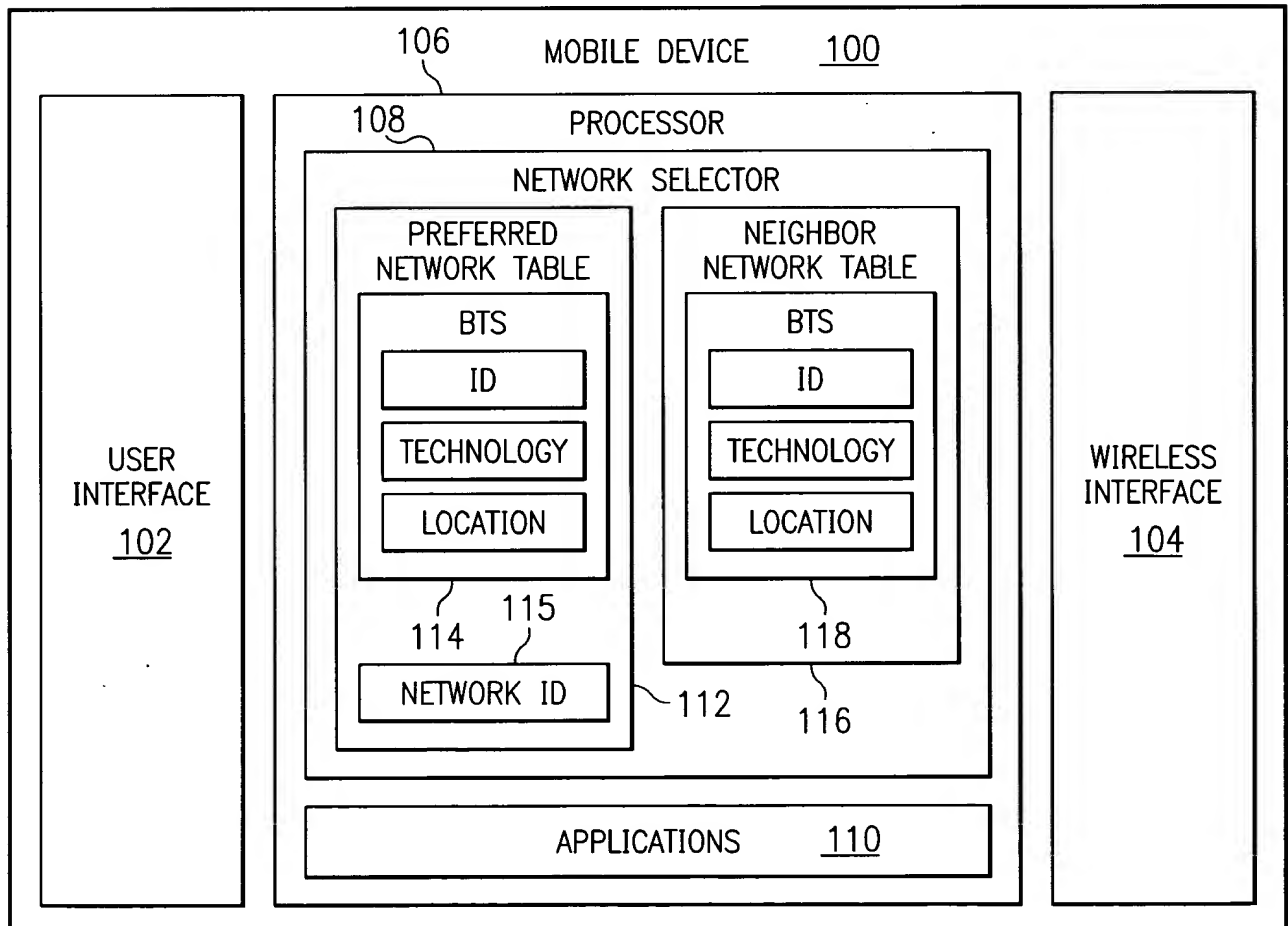 MOBILE DEVICE 100
106
PROCESSOR
108
NETWORK SELECTOR
PREFERRED
NETWORK TABLE
BTS
ID
TECHNOLOGY
LOCATION
114
115
NETWORK ID
112
NEIGHBOR
NETWORK TABLE
BTS
ID
TECHNOLOGY
LOCATION
118
116
APPLICATIONS 110
USER
INTERFACE
102
WIRELESS
INTERFACE
104